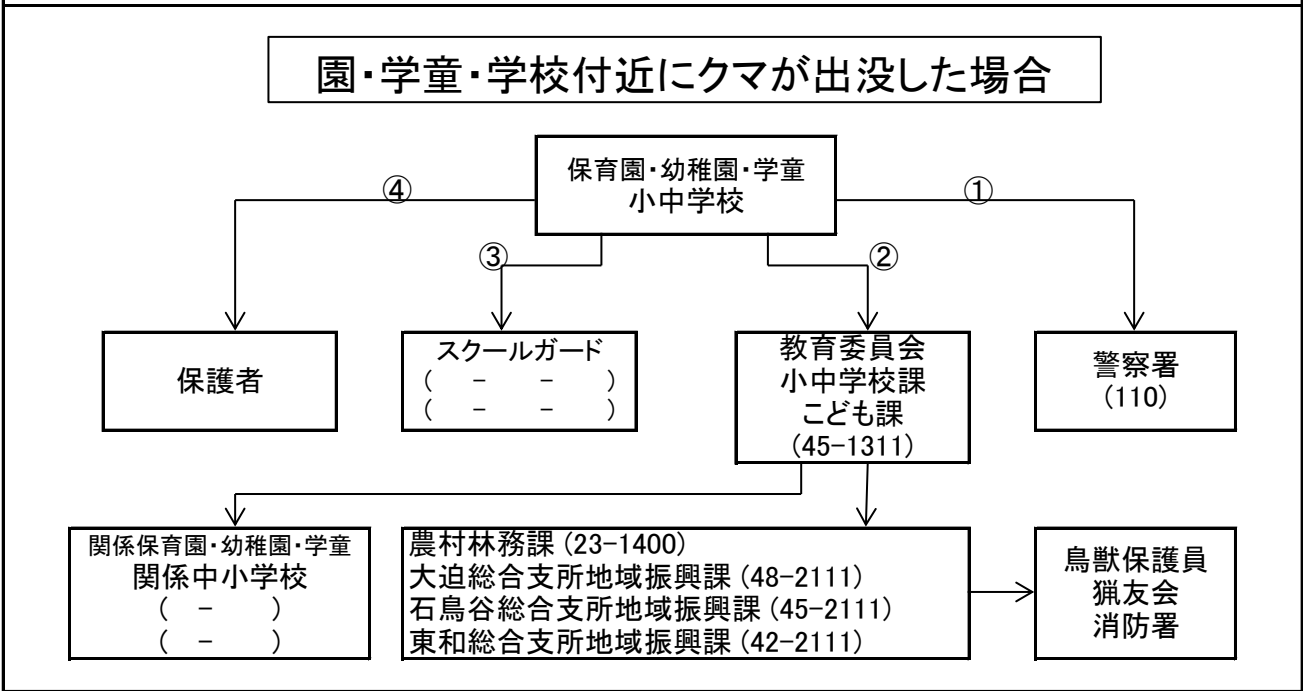 園・学童・学校付近にクマが出没した場合
保育園・幼稚園・学童
小中学校
④
①
③
②
保護者
スクールガード
(　-　-　)
(　-　-　)
教育委員会
小中学校課
こども課
(45-1311)
警察署
(110)
関係保育園・幼稚園・学童
関係中小学校
(　-　)
(　-　)
農村林務課 (23-1400)
大迫総合支所地域振興課 (48-2111)
石鳥谷総合支所地域振興課 (45-2111)
東和総合支所地域振興課 (42-2111)
鳥獣保護員
猟友会
消防署